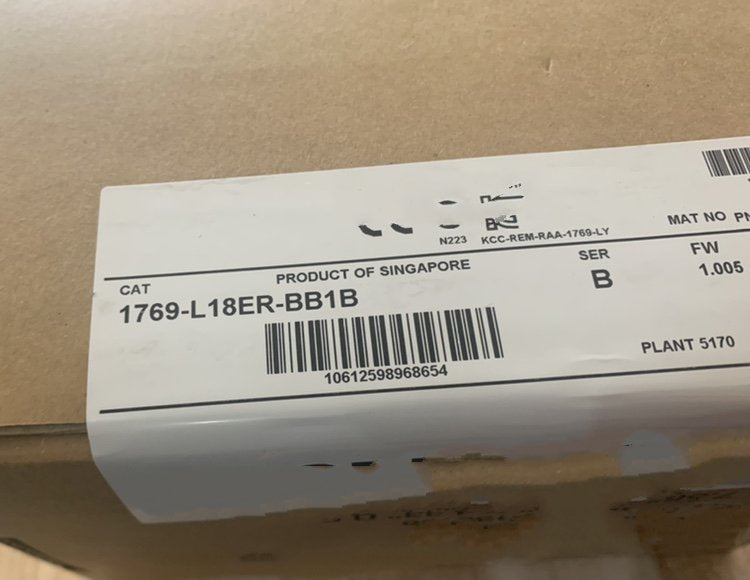 N223 KCC-REM-RAA-1769-LY
MAT NO PN
CAT
PRODUCT OF SINGAPORE
SER
FW
1769-L18ER-BB1B
B
1.005
10612598968654
PLANT 5170